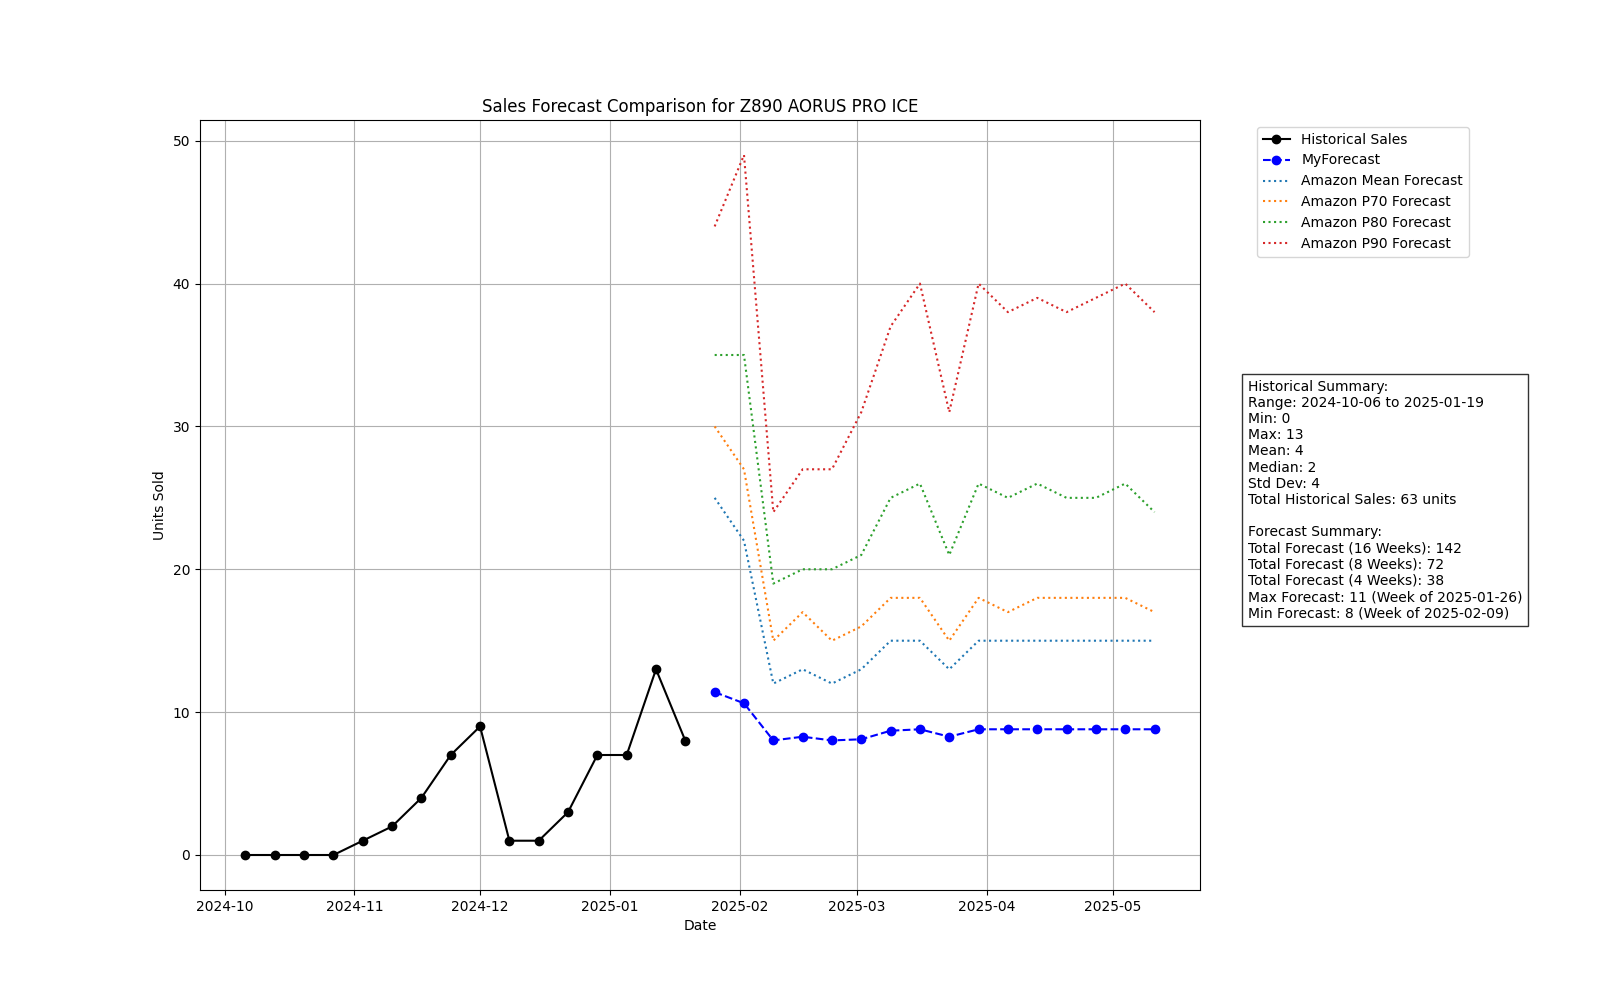 Sales Forecast Comparison for Z890 AORUS PRO ICE
Units Sold
50
40
30
20
10
0
2024-10
2024-11
2024-12
2025-01
2025-02
2025-03
2025-04
2025-05
Date
Historical Sales
MyForecast
Amazon Mean Forecast
Amazon P70 Forecast
Amazon P80 Forecast
Amazon P90 Forecast
Historical Summary:
Range: 2024-10-06 to 2025-01-19
Min: 0
Max: 13
Mean: 4
Median: 2
Std Dev: 4
Total Historical Sales: 63 units
Forecast Summary:
Total Forecast (16 Weeks): 142
Total Forecast (8 Weeks): 72
Total Forecast (4 Weeks): 38
Max Forecast: 11 (Week of 2025-01-26)
Min Forecast: 8 (Week of 2025-02-09)